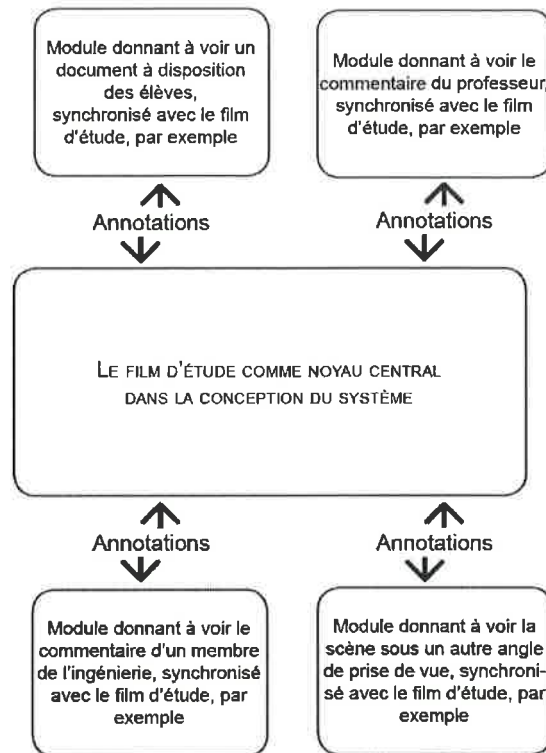 Module donnant à voir un
document à disposition
des élèves,
synchronisé avec le film
d'étude, par exemple
Module donnant à voir le
commentaire du professeur,
synchronisé avec le film
d'étude, par exemple
Annotations
Annotations
LE FILM D'ÉTUDE COMME NOYAU CENTRAL
DANS LA CONCEPTION DU SYSTÈME
Annotations
Annotations
Module donnant à voir le
commentaire d'un membre
de l'ingénierie, synchronisé
avec le film d'étude, par
exemple
Module donnant à voir la
scène sous un autre angle
de prise de vue, synchroni-
sé avec le film d'étude, par
exemple